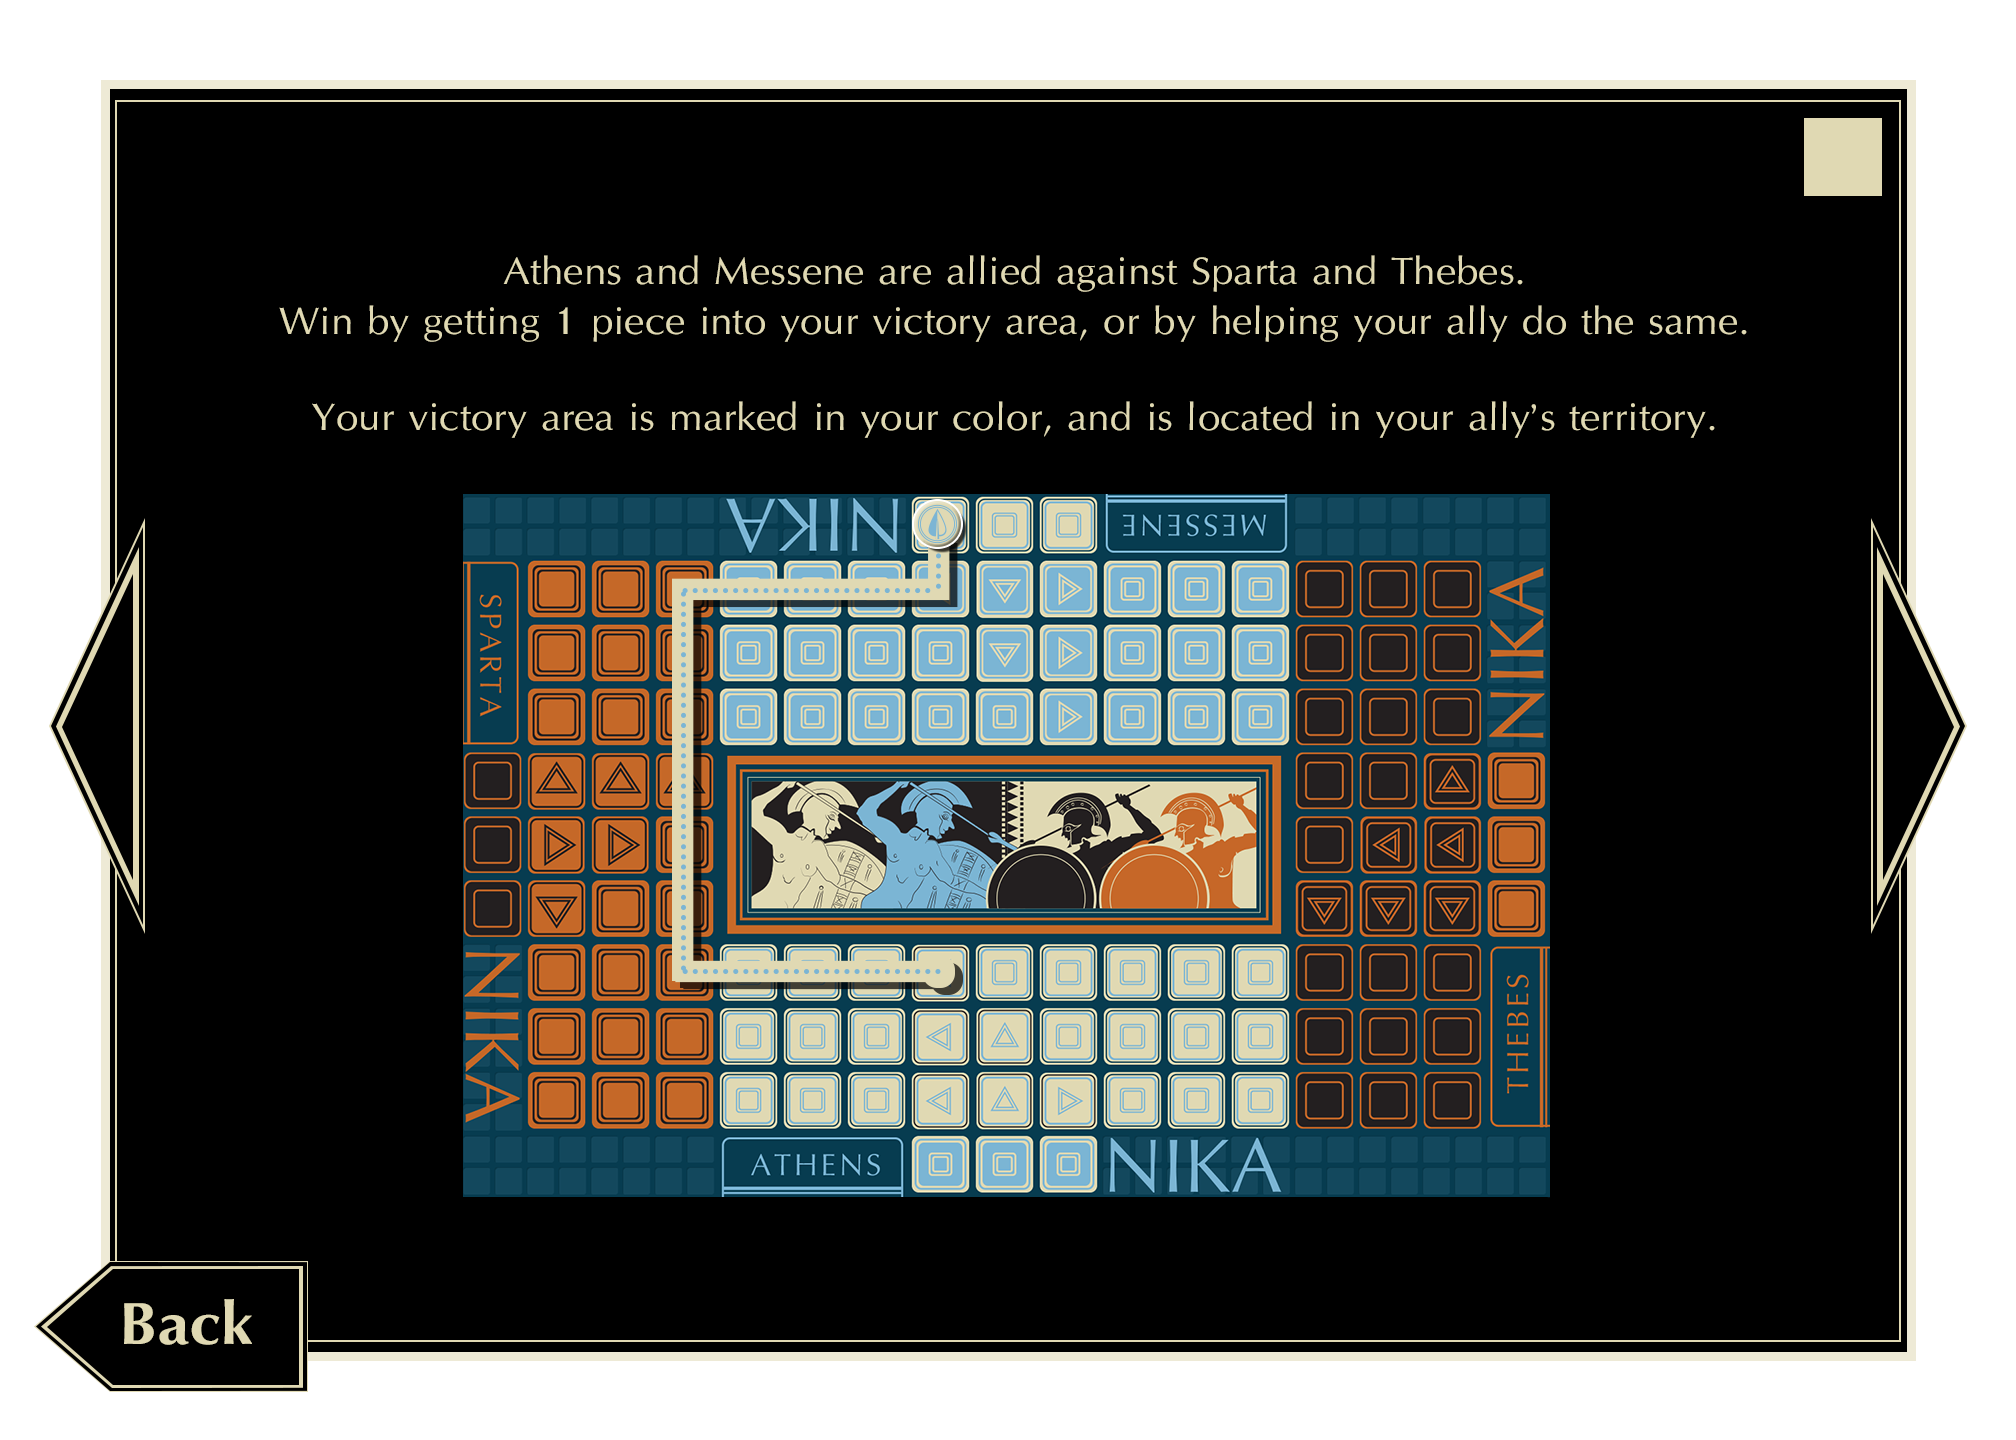 Athens and Messene are allied against Sparta and Thebes.
Win by getting 1 piece into your victory area, or by helping your ally do the same.
Your victory area is marked in your color, and is located in your ally’s territory.
NIKA
MESSENE
SPARTA
NIKA
NIKA
THEBES
ATHENS
NIKA
Back